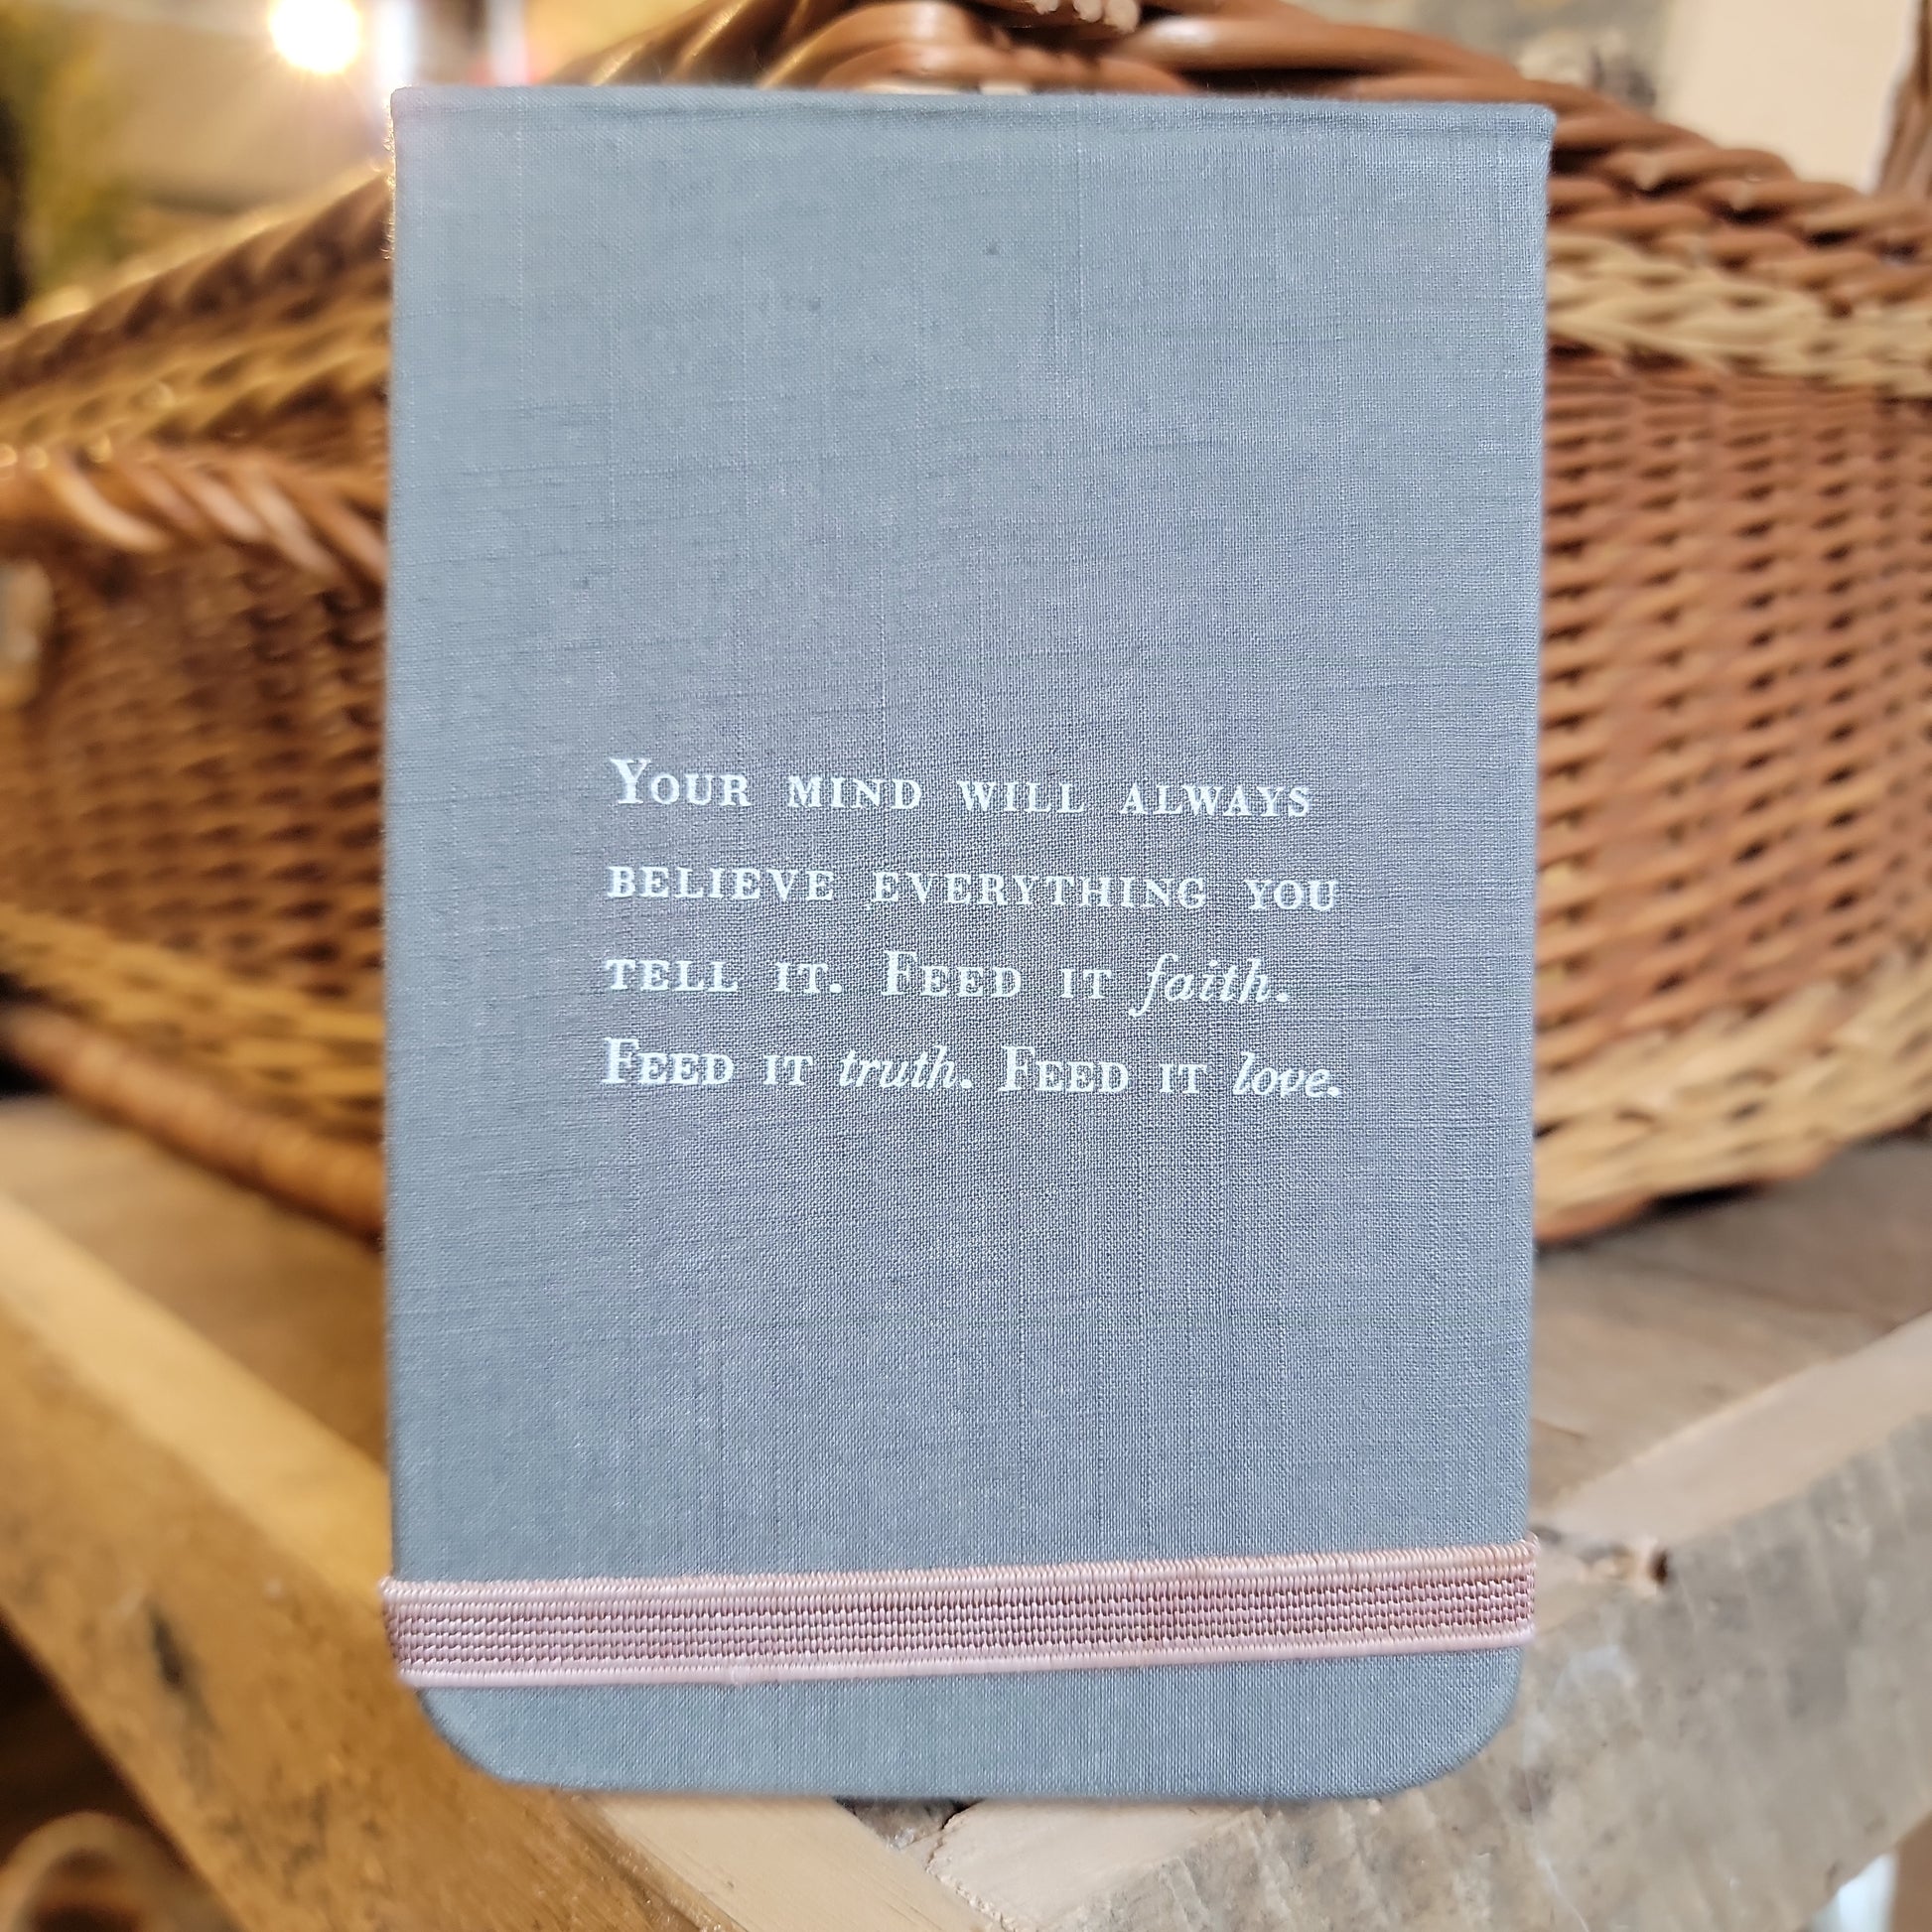 Your mind will always
believe everything you
tell it. Feed it faith.
Feed it truth. Feed it love.